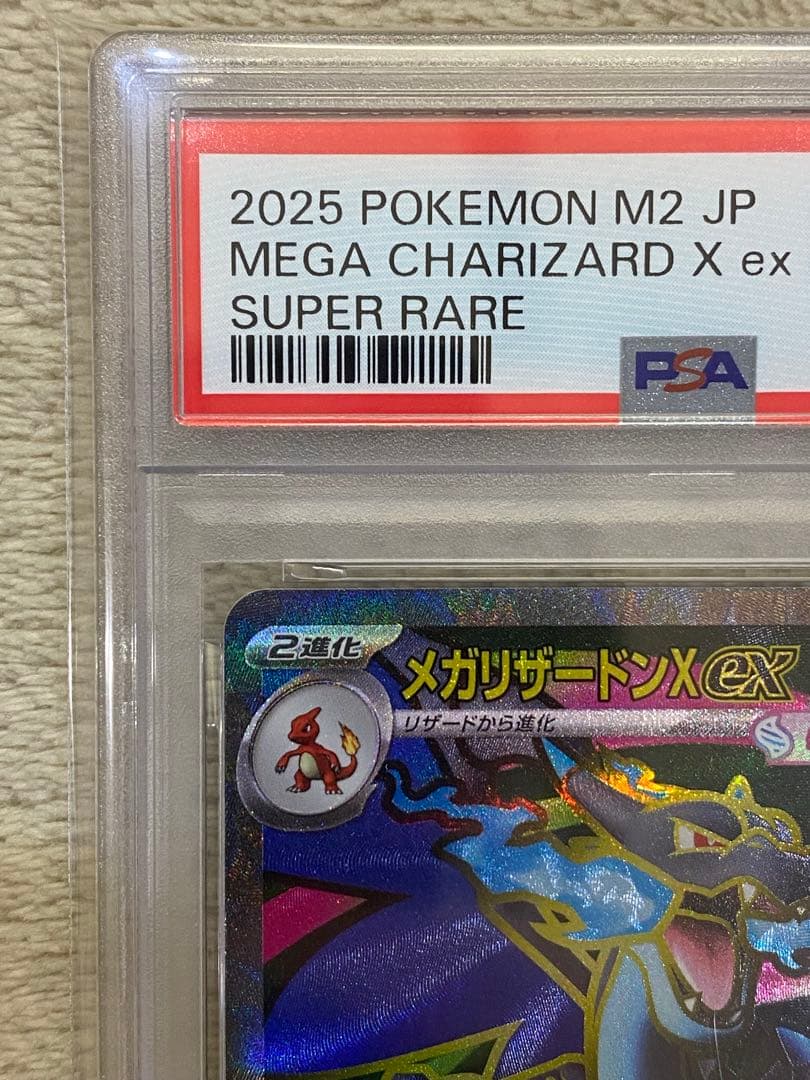 2025 POKEMON M2 JP
MEGA CHARIZARD X ex
SUPER RARE
PSA
2進化
メガリザードンXex
リザードから進化